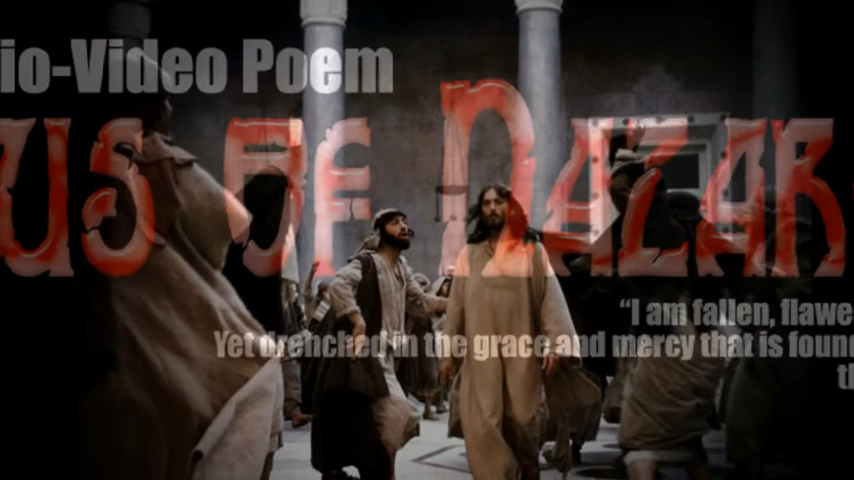 io-Video Poem
us of Nazar
“I am fallen, flawe
Yet drenched in the grace and mercy that is foun
th